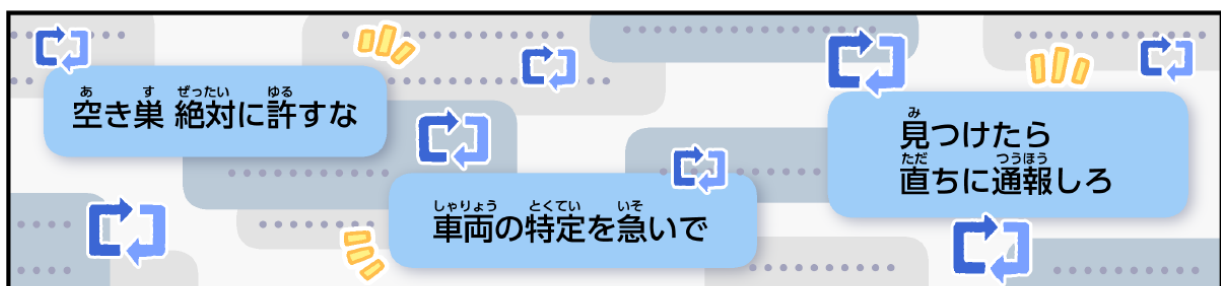 空き巣 絶対に許すな
車両の特定を急いで
見つけたら
直ちに通報しろ